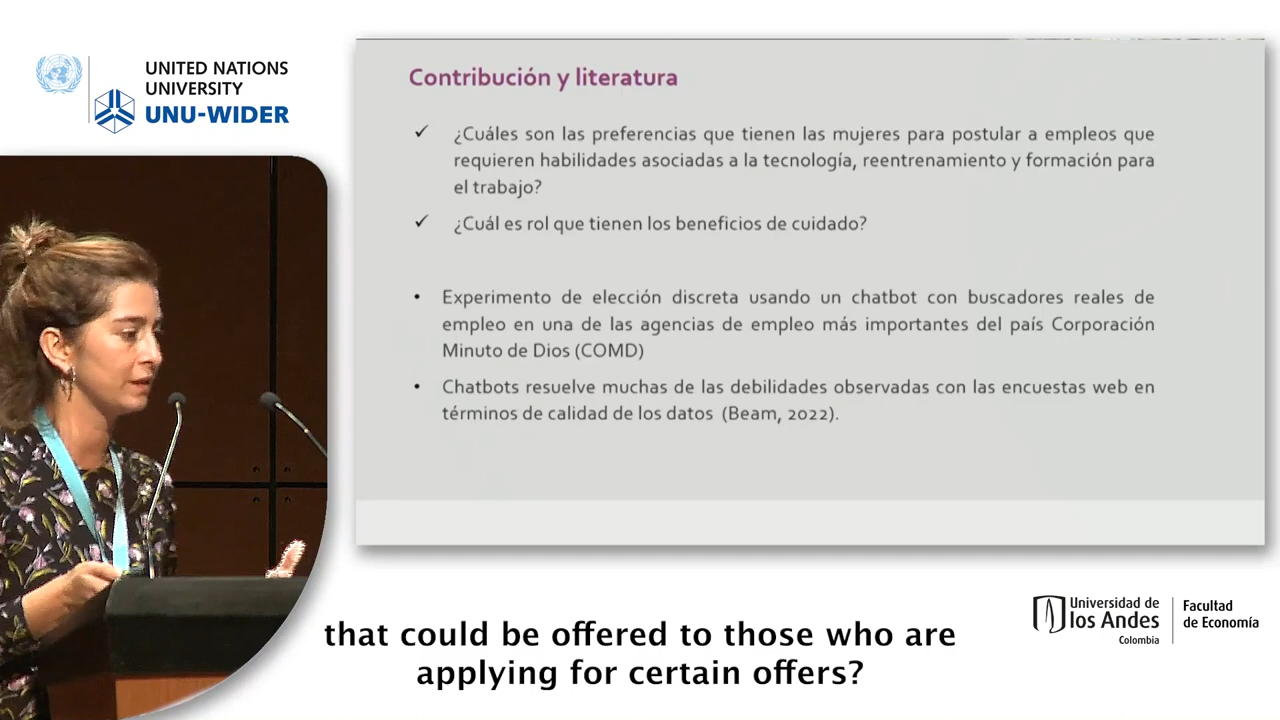 UNITED NATIONS
UNIVERSITY
UNU-WIDER
Contribución y literatura
✓ ¿Cuáles son las preferencias que tienen las mujeres para postular a empleos que
requieren habilidades asociadas a la tecnología, reentrenamiento y formación para
el trabajo?
✓ ¿Cuál es rol que tienen los beneficios de cuidado?
• Experimento de elección discreta usando un chatbot con buscadores reales de
empleo en una de las agencias de empleo más importantes del país Corporación
Minuto de Dios (COMD)
• Chatbots resuelve muchas de las debilidades observadas con las encuestas web en
términos de calidad de los datos (Beam, 2022).
that could be offered to those who are
applying for certain offers?
Universidad de
los Andes
Colombia
Facultad
de Economía